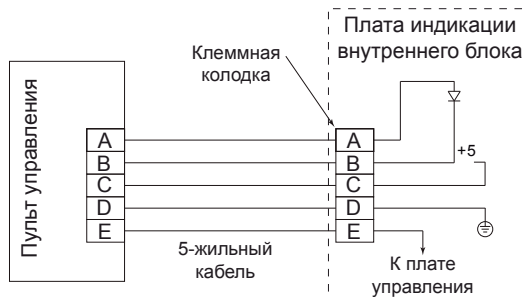 Плата индикации
внутреннего блока
Клеммная
колодка
Пульт управления
A
B
C
D
E
A
B
C
D
E
+5
5-жильный
кабель
К плате
управления